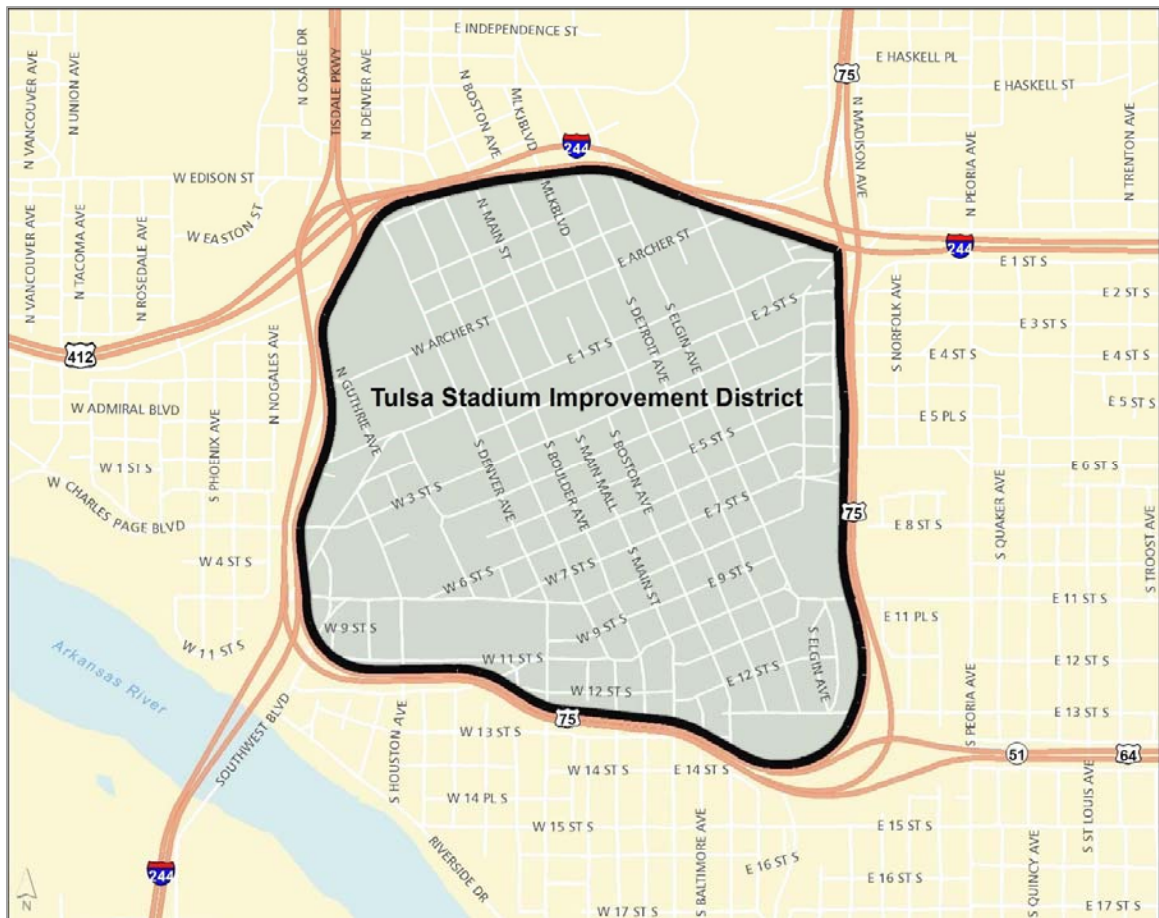 E INDEPENDENCE ST
N OSAGE DR
TISDALE PKWY
N DENVER AVE
N VANCOUVER AVE
N UNION AVE
N BOSTON AVE
MLKJBLVD
244
75
E HASKELL PL
E HASKELL ST
N MADISON AVE
N PEORIA AVE
N TRENTON AVE
W EDISON ST
W EASTON ST
N VANCOUVER AVE
N TACOMA AVE
N ROSEDALE AVE
N MAIN ST
MLKBLVD
E ARCHER ST
244
E 1 ST S
E 2 ST S
E 3 ST S
E 4 ST S
E 4 ST S
E 5 ST S
E 5 PL S
E 6 ST S
S NORFOLK AVE
412
N NOGALES AVE
W ADMIRAL BLVD
W 1 ST S
S PHOENIX AVE
W CHARLES PAGE BLVD
W 4 ST S
W 11 ST S
W ARCHER ST
E 1 ST S
S DETROIT AVE
S ELGIN AVE
E 2 ST S
N GUTHRIE AVE
Tulsa Stadium Improvement District
W 3 ST S
S DENVER AVE
S BOULDER AVE
S MAIN MALL
S BOSTON AVE
E 5 ST S
E 7 ST S
75
E 8 ST S
S QUAKER AVE
S TROOST AVE
W 6 ST S
W 7 ST S
S MAIN ST
E 9 ST S
W 9 ST S
W 9 ST S
W 11 ST S
W 12 ST S
E 12 ST S
S ELGIN AVE
E 11 PL S
E 11 ST S
E 12 ST S
E 13 ST S
S PEORIA AVE
Arkansas River
SOUTHWEST BLVD
S HOUSTON AVE
75
W 13 ST S
W 14 ST S
E 14 ST S
W 14 PL S
W 15 ST S
51
64
S ST LOUIS AVE
E 15 ST S
E 16 ST S
E 16 ST S
S QUINCY AVE
E 17 ST S
S BALTIMORE AVE
RIVERSIDE DR
W 17 ST S
244
N